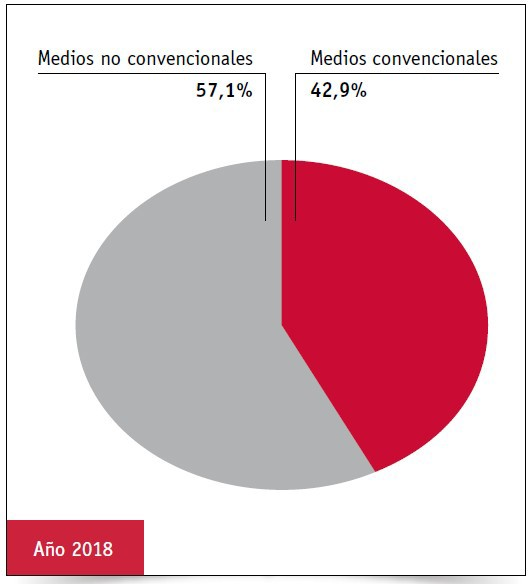 Medios no convencionales
57,1%
Medios convencionales
42,9%
Año 2018